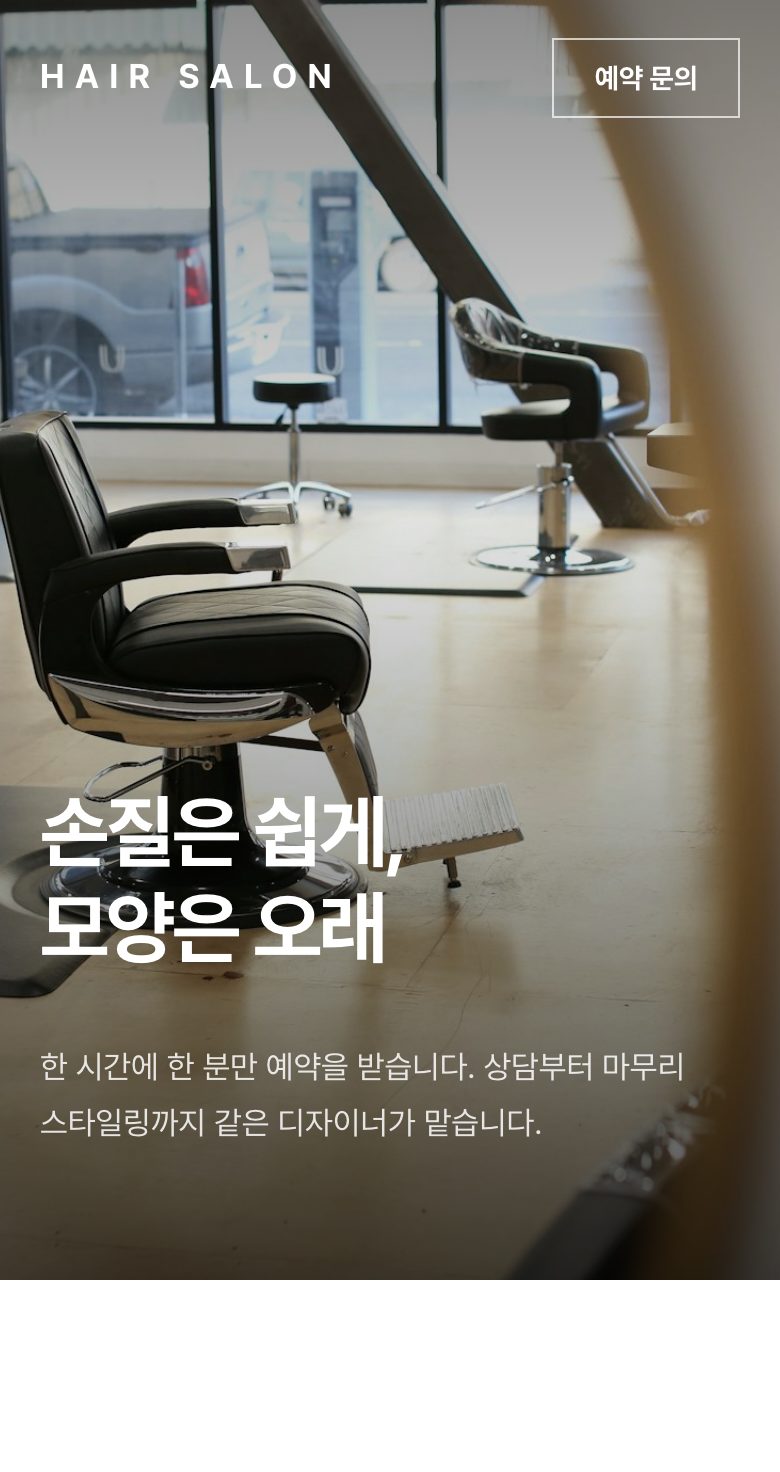 HAIR SALON
예약 문의
손질은 쉽게,
모양은 오래
한 시간에 한 분만 예약을 받습니다. 상담부터 마무리
스타일링까지 같은 디자이너가 맡습니다.